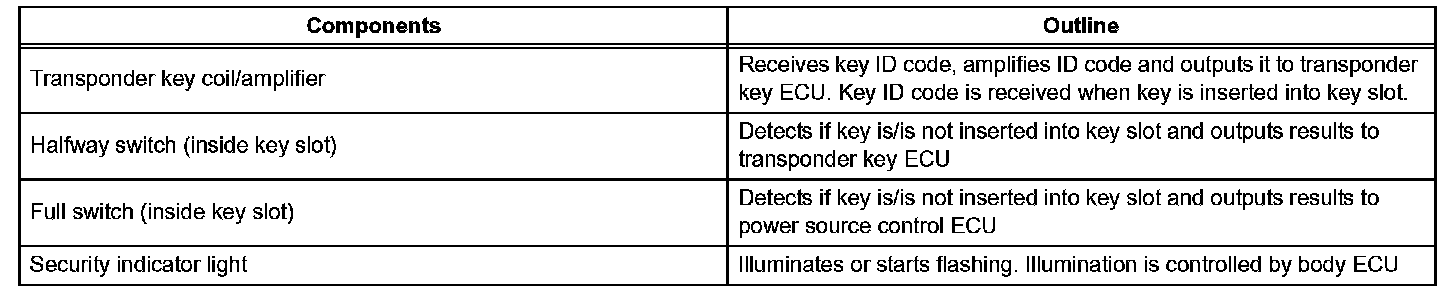 Components
Outline
Transponder key coil/amplifier
Receives key ID code, amplifies ID code and outputs it to transponder
key ECU. Key ID code is received when key is inserted into key slot.
Halfway switch (inside key slot)
Detects if key is/is not inserted into key slot and outputs results to
transponder key ECU
Full switch (inside key slot)
Detects if key is/is not inserted into key slot and outputs results to
power source control ECU
Security indicator light
Illuminates or starts flashing. Illumination is controlled by body ECU